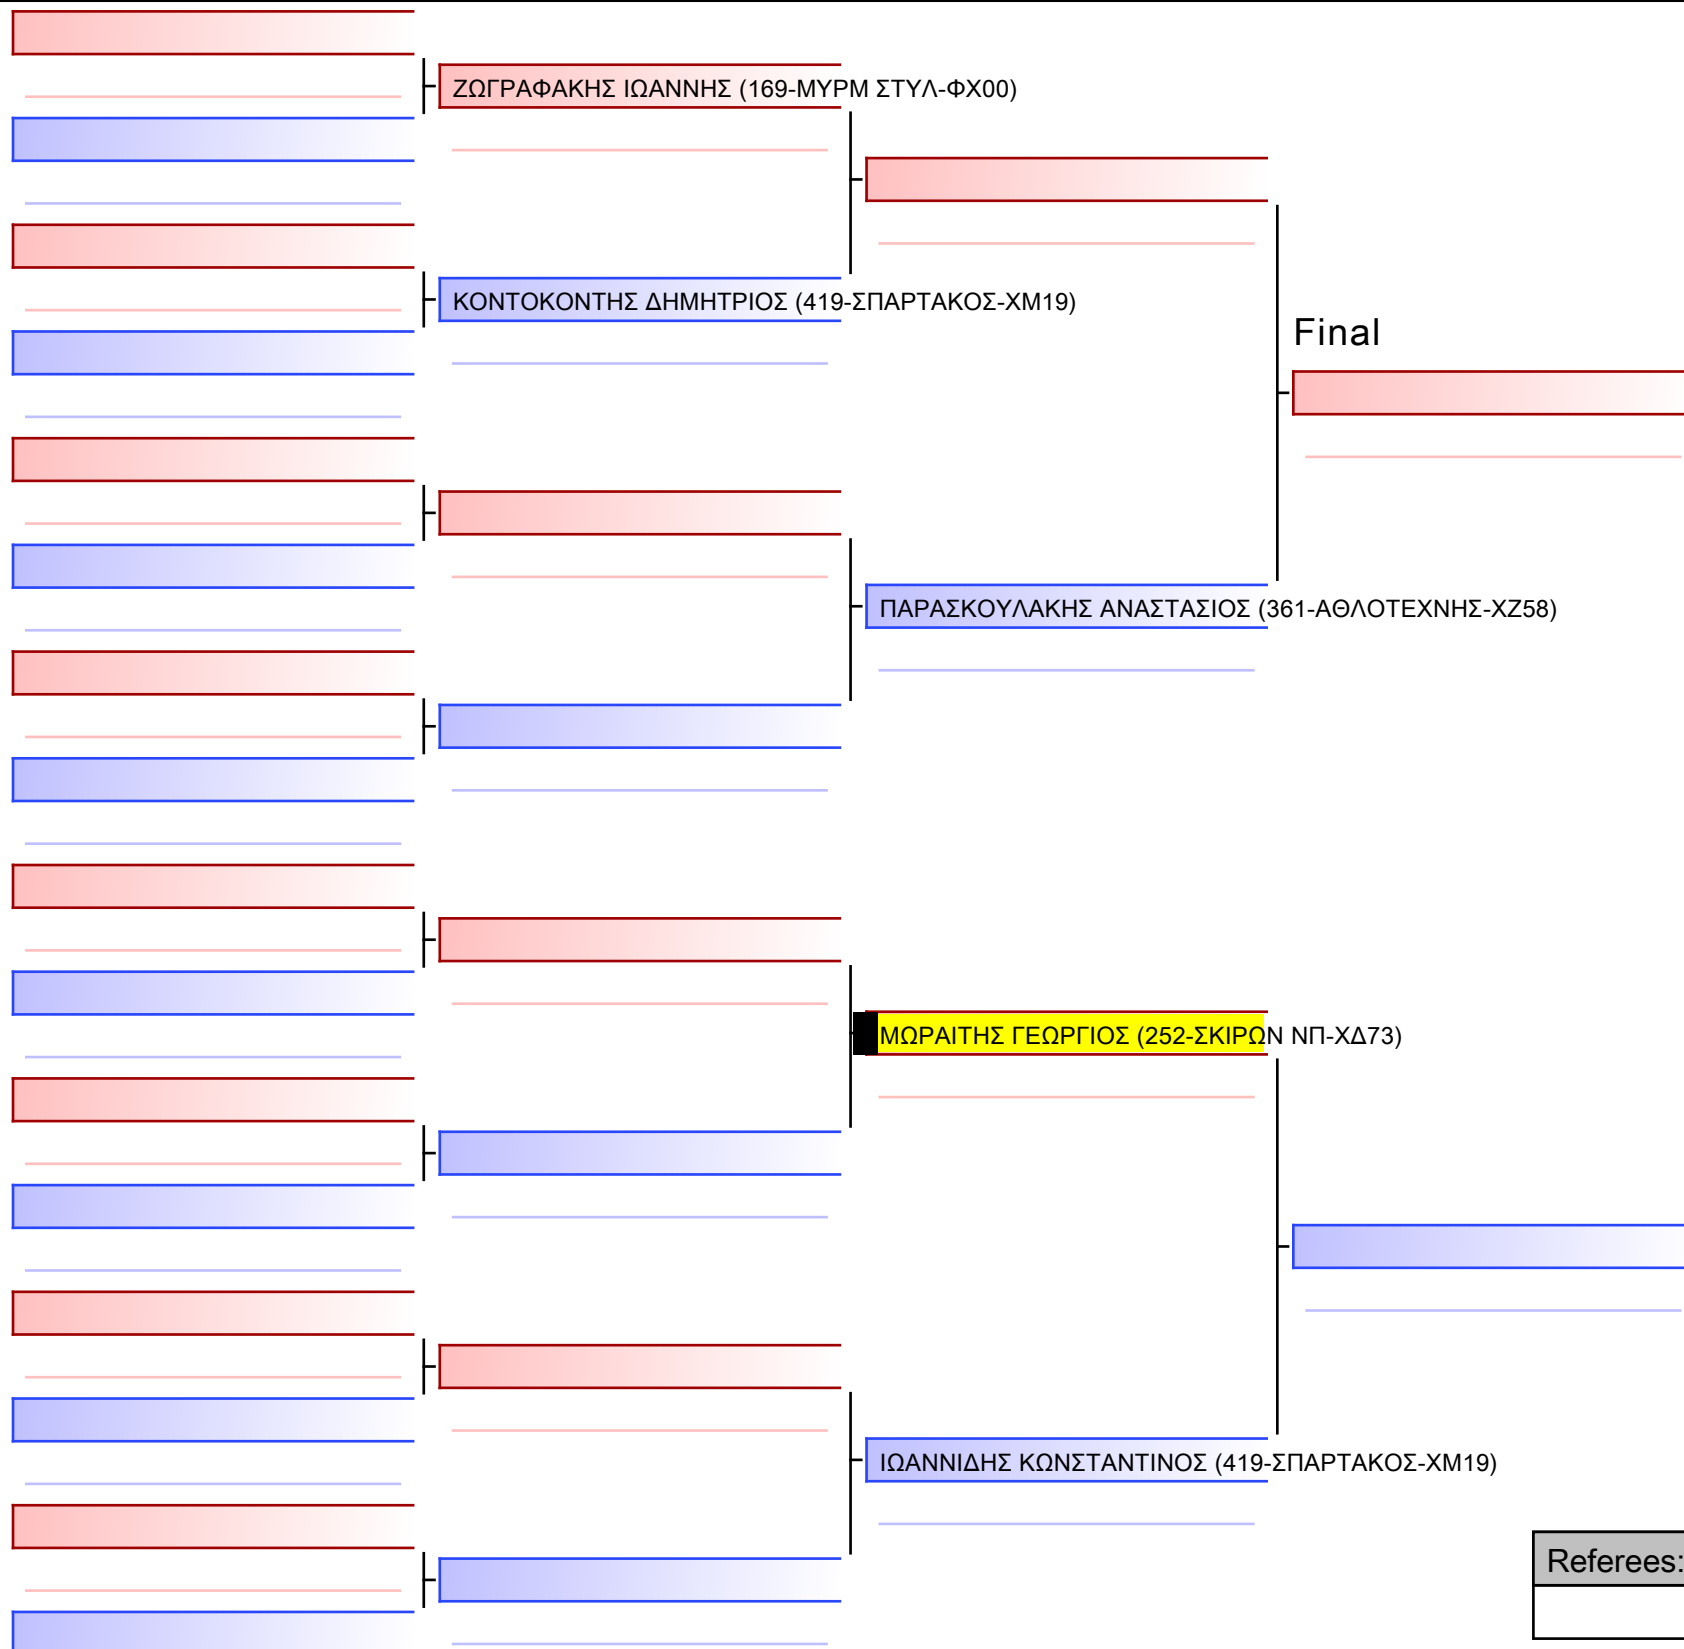 ΖΩΓΡΑΦΑΚΗΣ ΙΩΑΝΝΗΣ (169-ΜΥΡΜ ΣΤΥΛ-ΦΧ00)
ΚΟΝΤΟΚΟΝΤΗΣ ΔΗΜΗΤΡΙΟΣ (419-ΣΠΑΡΤΑΚΟΣ-ΧΜ19)
Final
ΠΑΡΑΣΚΟΥΛΑΚΗΣ ΑΝΑΣΤΑΣΙΟΣ (361-ΑΘΛΟΤΕΧΝΗΣ-ΧΖ58)
ΜΩΡΑΙΤΗΣ ΓΕΩΡΓΙΟΣ (252-ΣΚΙΡΩΝ ΝΠ-ΧΔ73)
ΙΩΑΝΝΙΔΗΣ ΚΩΝΣΤΑΝΤΙΝΟΣ (419-ΣΠΑΡΤΑΚΟΣ-ΧΜ19)
Referees: